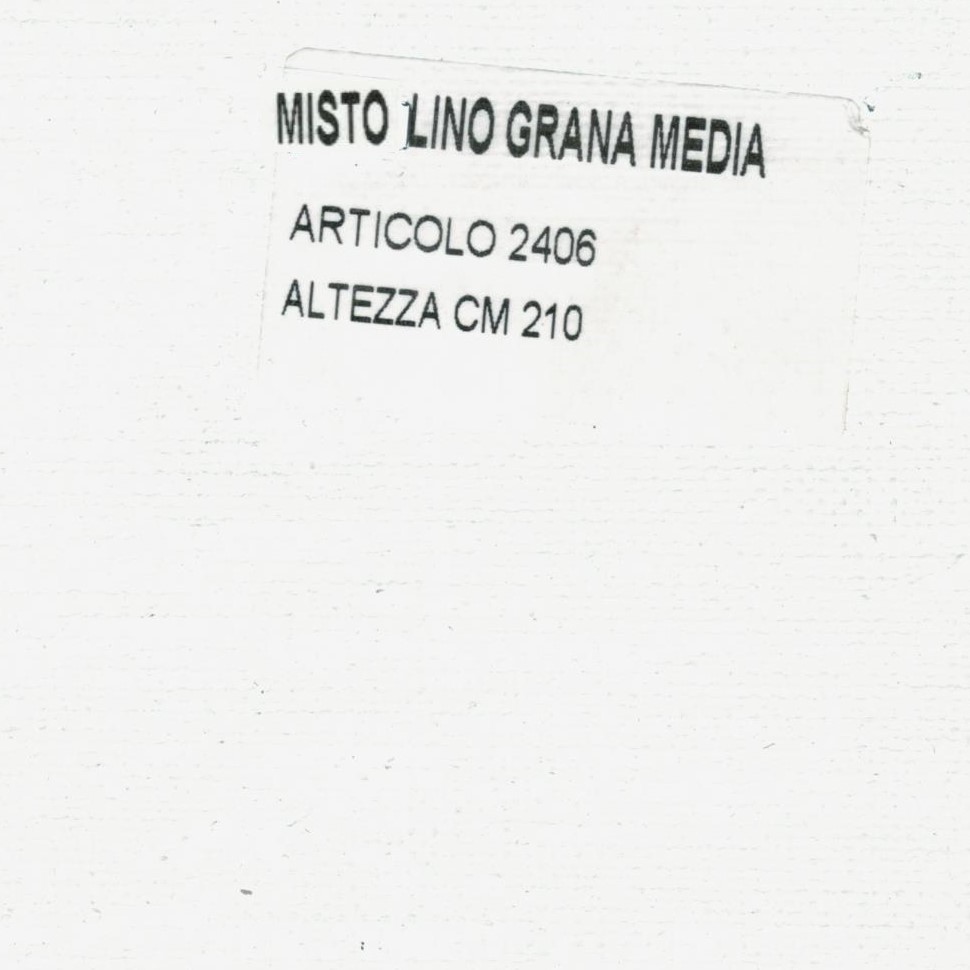 MISTO LINO GRANA MEDIA
ARTICOLO 2406
ALTEZZA CM 210